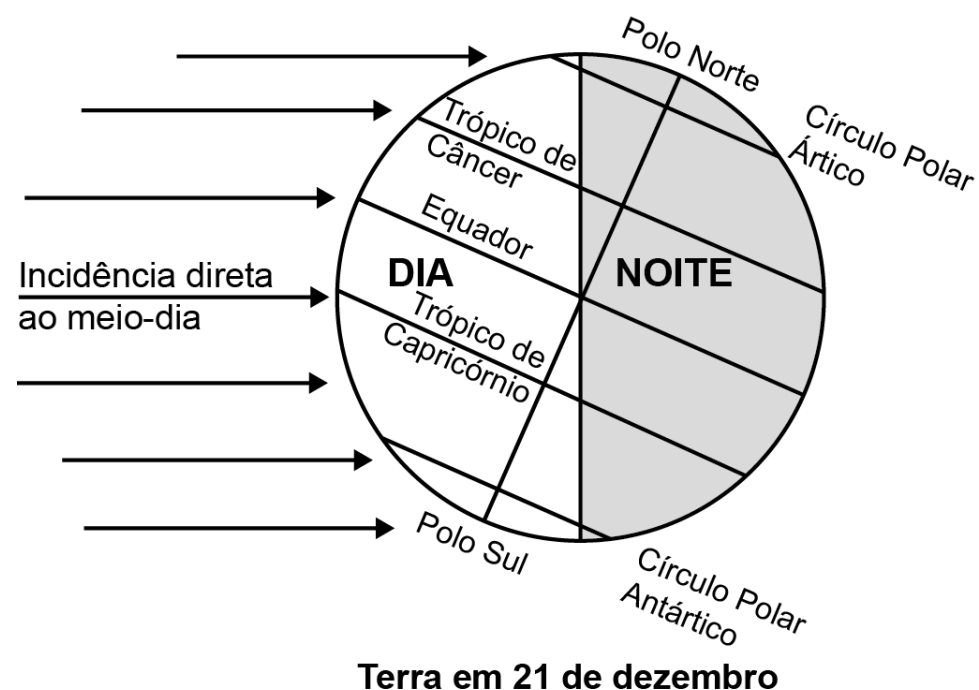 Polo Norte
Círculo Polar
Ártico
Trópico de
Câncer
Equador
Incidência direta
ao meio-dia
DIA
NOITE
Trópico de
Capricórnio
Polo Sul
Círculo Polar
Antártico
Terra em 21 de dezembro